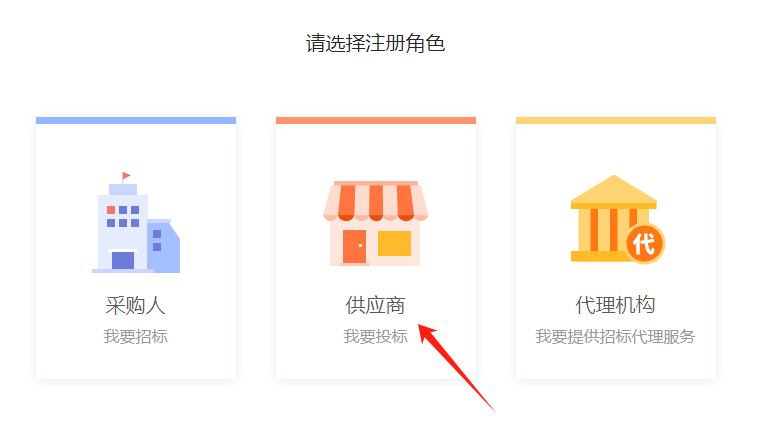 请选择注册角色
采购人
我要招标
供应商
我要投标
代
代理机构
我要提供招标代理服务